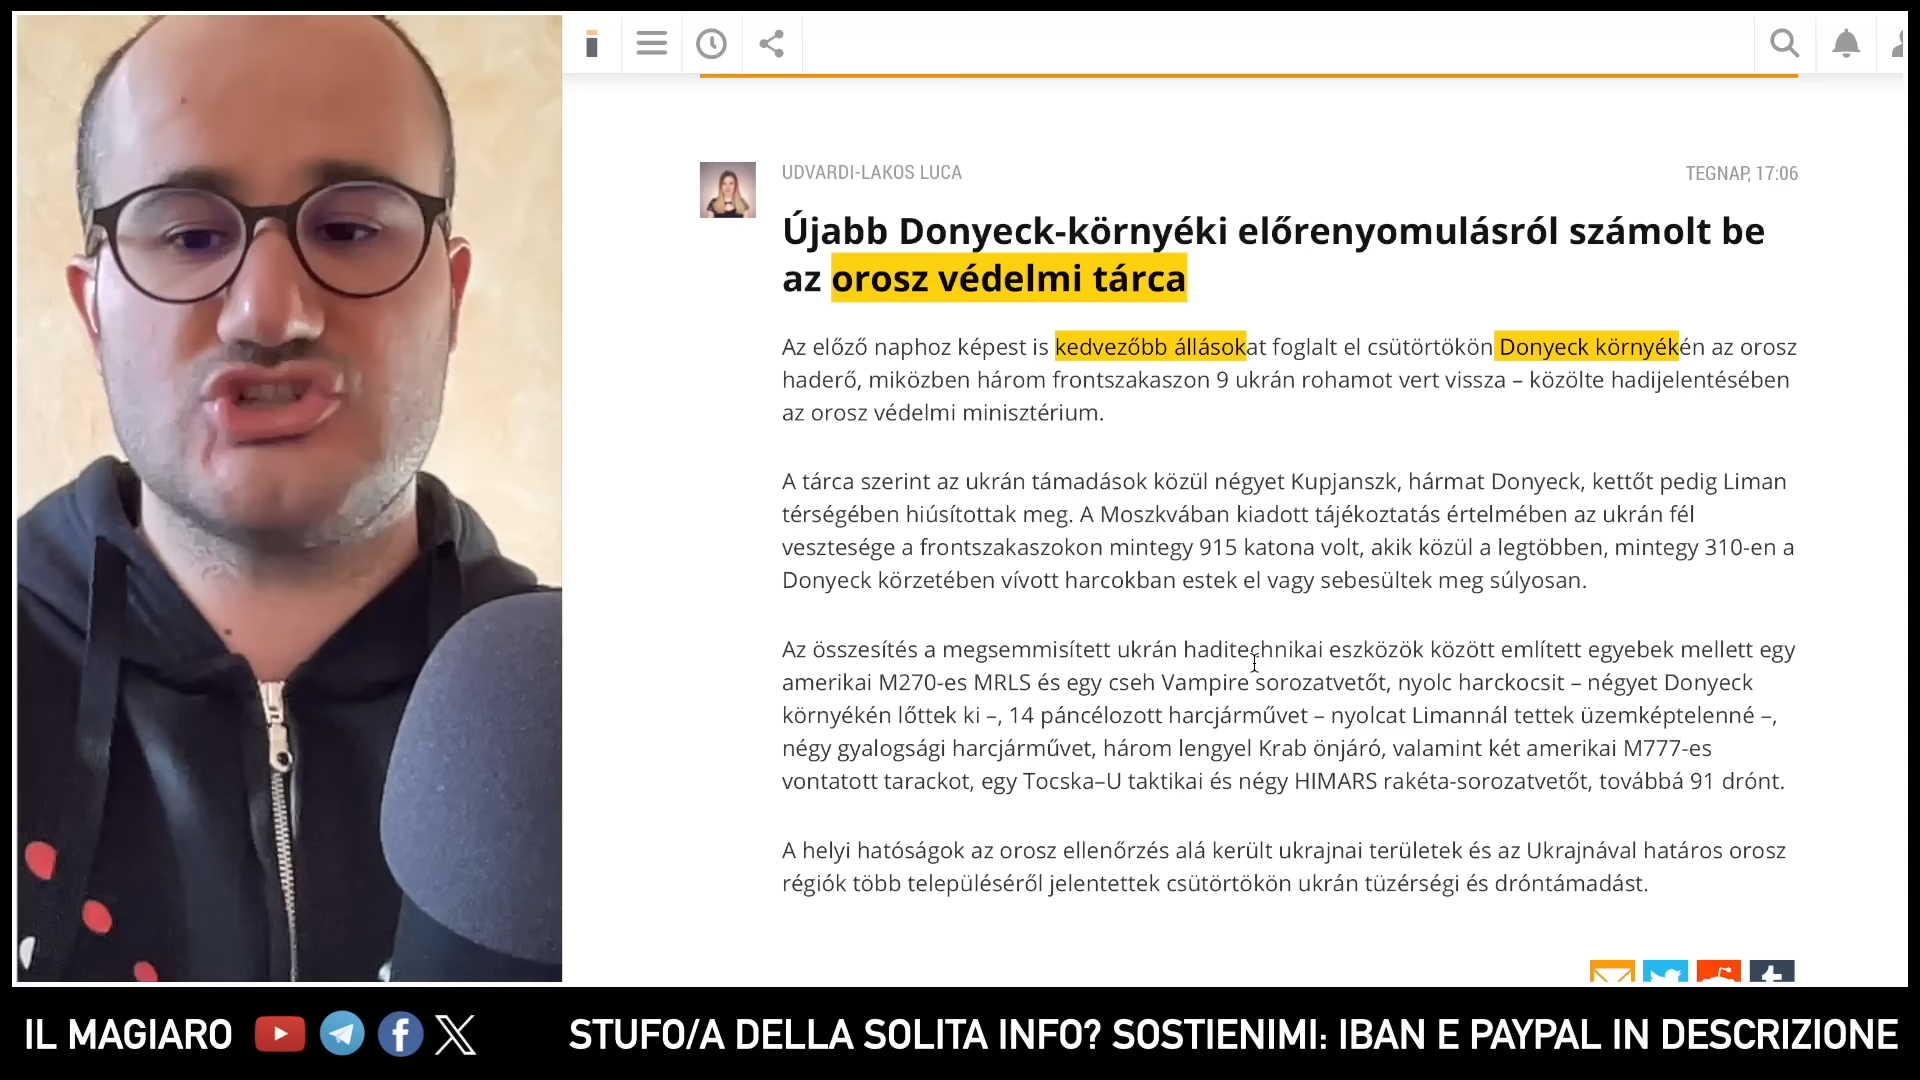 UDVARDI-LAKOS LUCA
TEGNAP, 17:06
Újabb Donyeck-környéki előrenyomulásról számolt be
az orosz védelmi tárca
Az előző naphoz képest is kedvezőbb állásokat foglalt el csütörtökön Donyeck környékén az orosz
haderő, miközben három frontszakaszon 9 ukrán rohamot vert vissza – közölte hadijelentésében
az orosz védelmi minisztérium.
A tárca szerint az ukrán támadások közül négyet Kupjanszk, hármat Donyeck, kettőt pedig Liman
térségében hiúsítottak meg. A Moszkvában kiadott tájékoztatás értelmében az ukrán fél
vesztesége a frontszakaszokon mintegy 915 katona volt, akik közül a legtöbben, mintegy 310-en a
Donyeck körzetében vívott harcokban estek el vagy sebesültek meg súlyosan.
Az összesítés a megsemmisített ukrán haditechnikai eszközök között említett egyebek mellett egy
amerikai M270-es MRLS és egy cseh Vampire sorozatvetőt, nyolc harckocsit – négyet Donyeck
környékén lőttek ki –, 14 páncélozott harcjárművet – nyolcat Limannál tettek üzemképtelenné –,
négy gyalogsági harcjárművet, három lengyel Krab önjáró, valamint két amerikai M777-es
vontatott tarackot, egy Tocska–U taktikai és négy HIMARS rakéta-sorozatvetőt, továbbá 91 drónt.
A helyi hatóságok az orosz ellenőrzés alá került ukrajnai területek és az Ukrajnával határos orosz
régiók több településéről jelentettek csütörtökön ukrán tüzérségi és dróntámadást.
IL MAGIARO
STUFO/A DELLA SOLITA INFO? SOSTIENIMI: IBAN E PAYPAL IN DESCRIZIONE